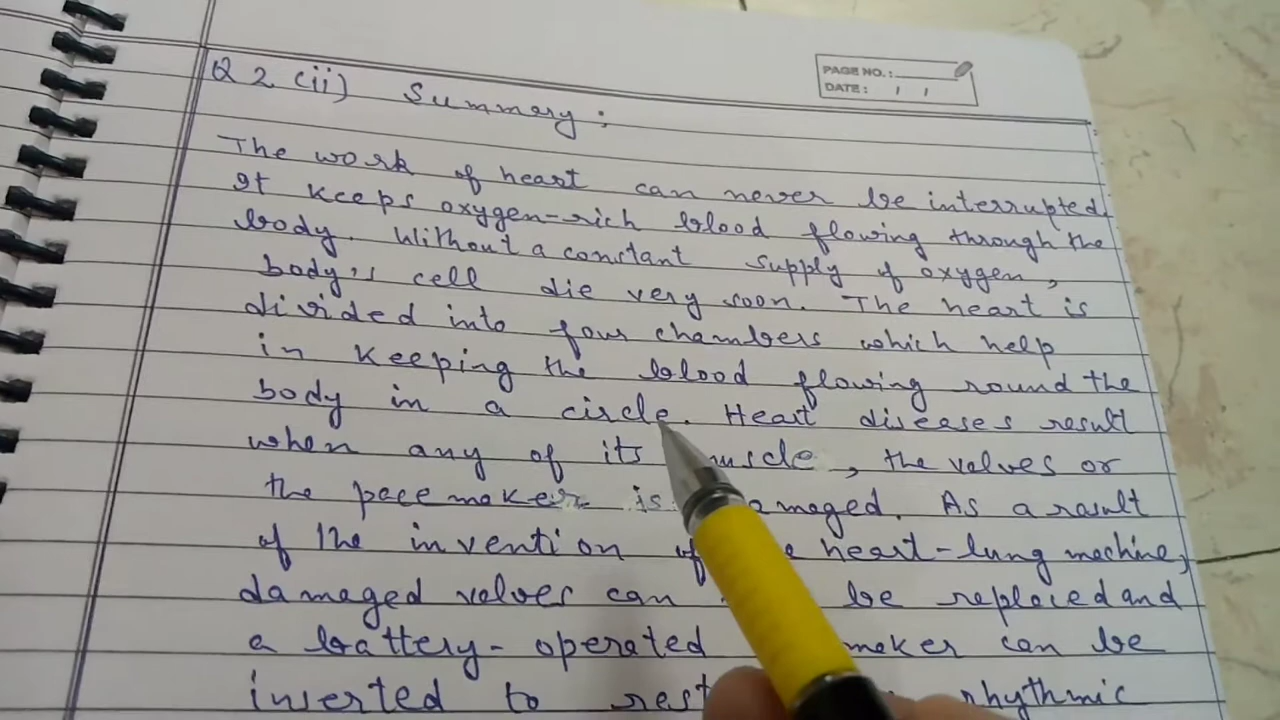 PAGE NO.:
DATE: / /
Q 2 (ii) Summary:
The work of heart can never be interrupted.
It keeps oxygen-rich blood flowing through the
body. Without a constant supply of oxygen,
body's cell die very soon. The heart is
divided into four chambers which help
in keeping the blood flowing round the
body in a circle. Heart diseases result
when any of its muscle, the valves or
the pacemaker is damaged. As a rasult
of the invention of heart-lung machine,
damaged valves can be replaced and
a battery-operated maker can be
inserted to rhythmic